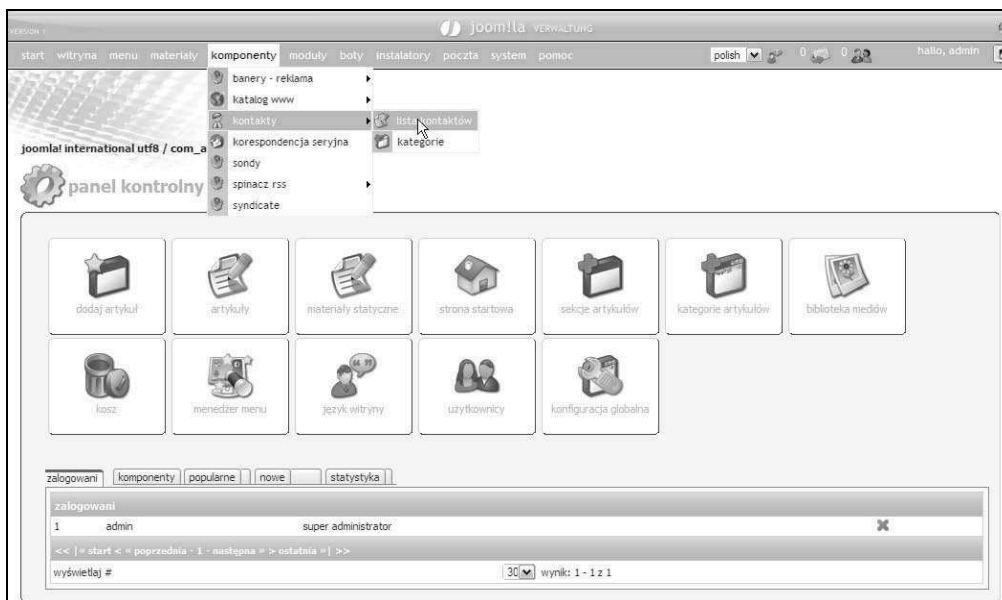 VERSION 1
joom!la VERWALTUNG
start witryna menu materiały komponenty moduły boty instalatory poczta system pomoc polish 0 0 hallo, admin
banery - reklama
katalog www
kontakty lista kontaktów
korespondencja seryjna kategorie
sondy
spinacz rss
syndicate
joomla! international utf8 / com_a
panel kontrolny
dodaj artykuł artykuły materiały statyczne strona startowa sekcje artykułów kategorie artykułów biblioteka mediów
kosz menedżer menu język witryny użytkownicy konfiguracja globalna
zalogowani komponenty popularne nowe statystyka
zalogowani
1 admin super administrator
<< |« start < « poprzednia - 1 - następna » > ostatnia »| >>
wyświetlaj # 30 wynik: 1 - 1 z 1